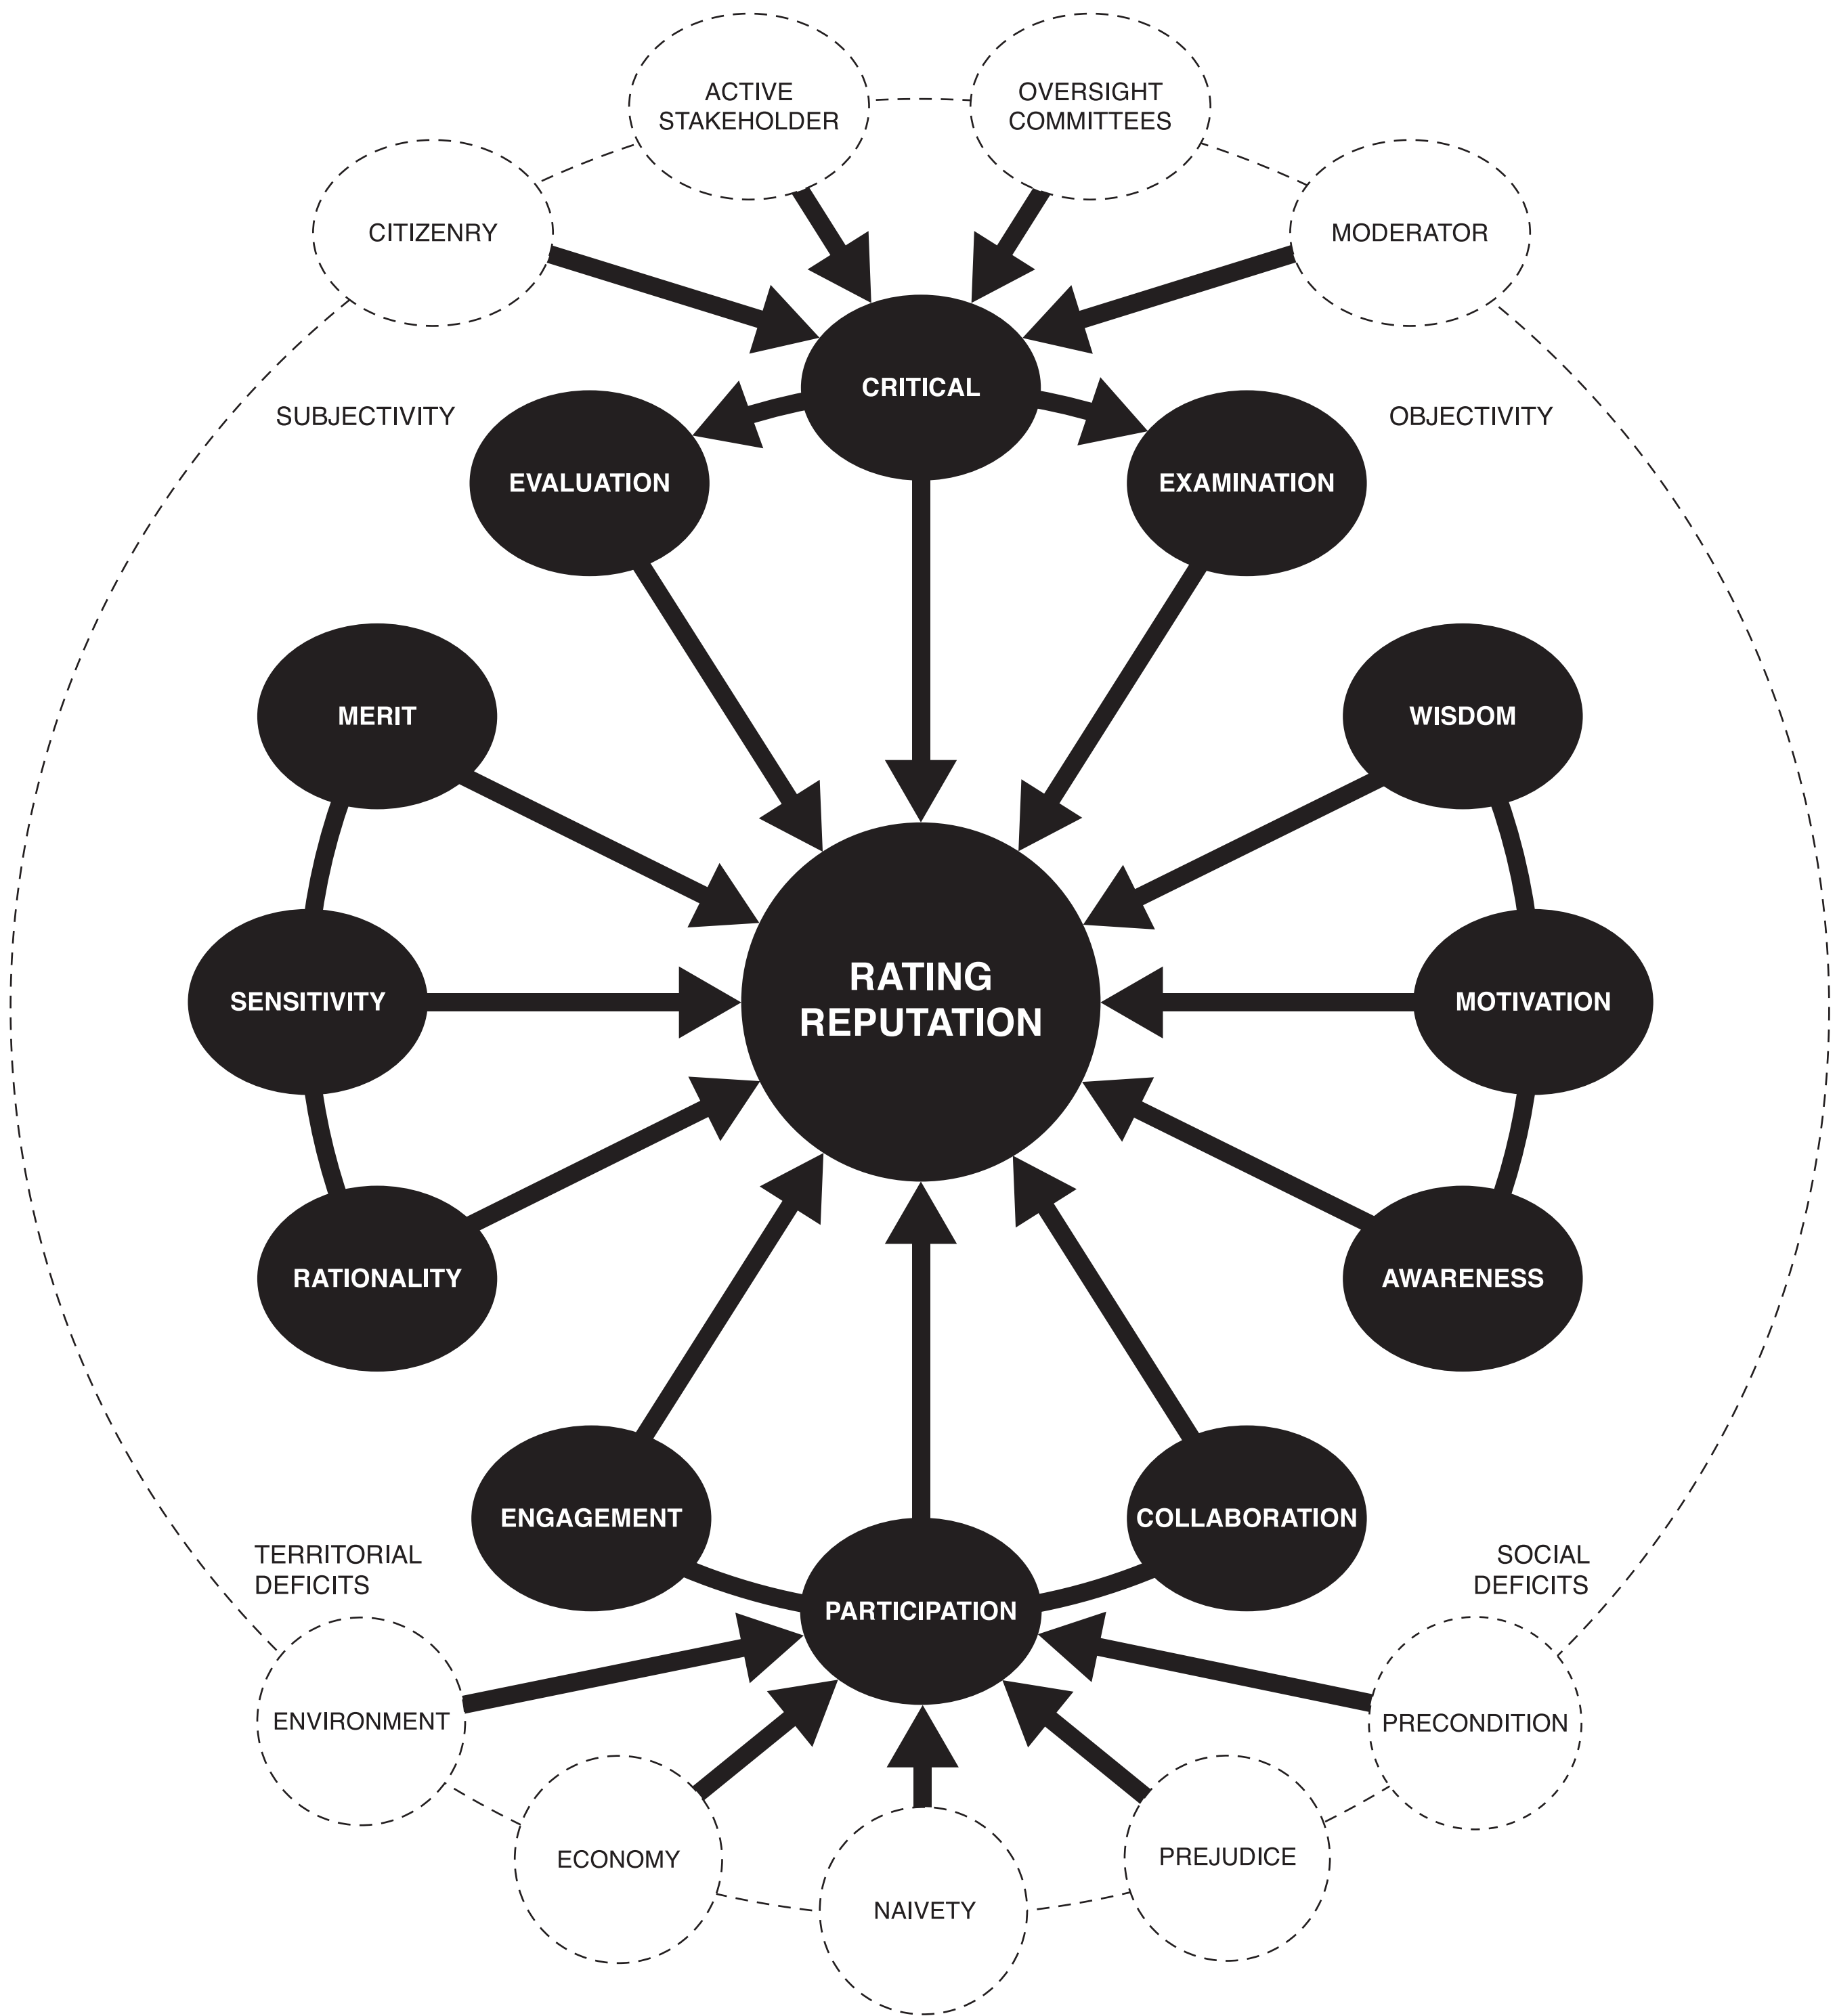 ACTIVE
STAKEHOLDER
OVERSIGHT
COMMITTEES
CITIZENRY
MODERATOR
CRITICAL
SUBJECTIVITY
OBJECTIVITY
EVALUATION
EXAMINATION
MERIT
WISDOM
RATING
REPUTATION
SENSITIVITY
MOTIVATION
RATIONALITY
AWARENESS
ENGAGEMENT
COLLABORATION
TERRITORIAL
DEFICITS
SOCIAL
DEFICITS
PARTICIPATION
ENVIRONMENT
PRECONDITION
ECONOMY
PREJUDICE
NAIVETY